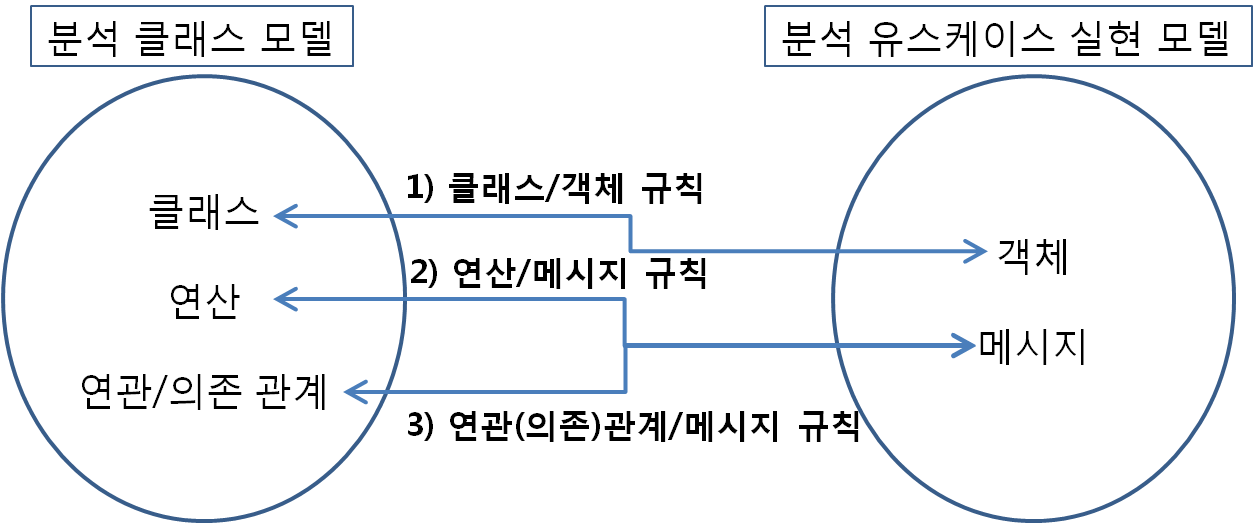 분석 클래스 모델
분석 유스케이스 실현 모델
1) 클래스/객체 규칙
클래스
객체
2) 연산/메시지 규칙
연산
메시지
연관/의존 관계
3) 연관(의존)관계/메시지 규칙